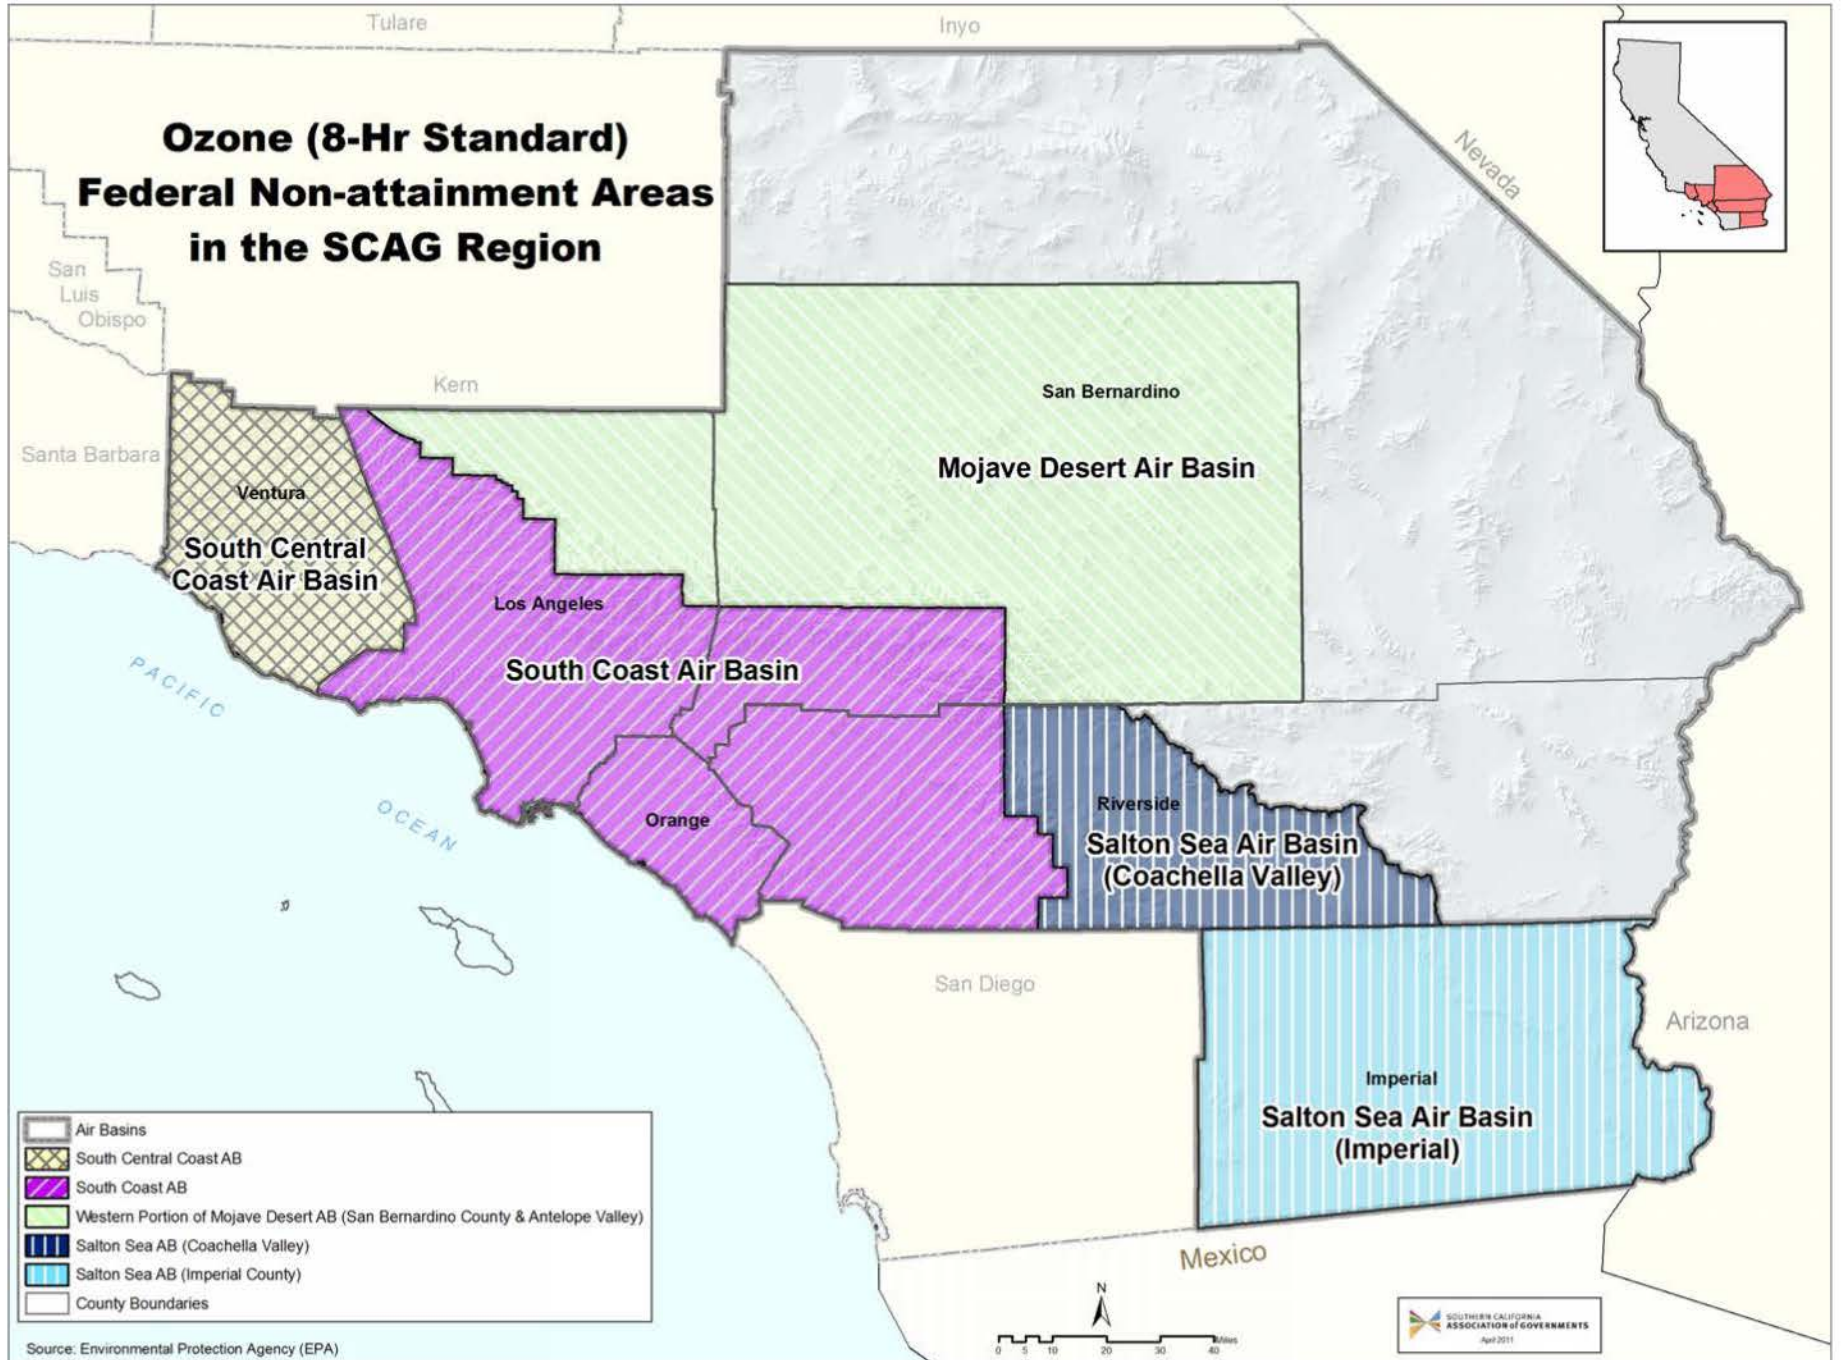 Tulare
Inyo
Ozone (8-Hr Standard)
Federal Non-attainment Areas
in the SCAG Region
Nevada
San
Luis
Obispo
Kern
San Bernardino
Santa Barbara
Mojave Desert Air Basin
Ventura
South Central
Coast Air Basin
Los Angeles
South Coast Air Basin
PACIFIC
OCEAN
Orange
Riverside
Salton Sea Air Basin
(Coachella Valley)
San Diego
Arizona
Imperial
Salton Sea Air Basin
(Imperial)
Mexico
Air Basins
South Central Coast AB
South Coast AB
Western Portion of Mojave Desert AB (San Bernardino County & Antelope Valley)
Salton Sea AB (Coachella Valley)
Salton Sea AB (Imperial County)
County Boundaries
Source: Environmental Protection Agency (EPA)
N
Miles
0 5 10 20 30 40
SOUTHERN CALIFORNIA
ASSOCIATION of GOVERNMENTS
April 2011